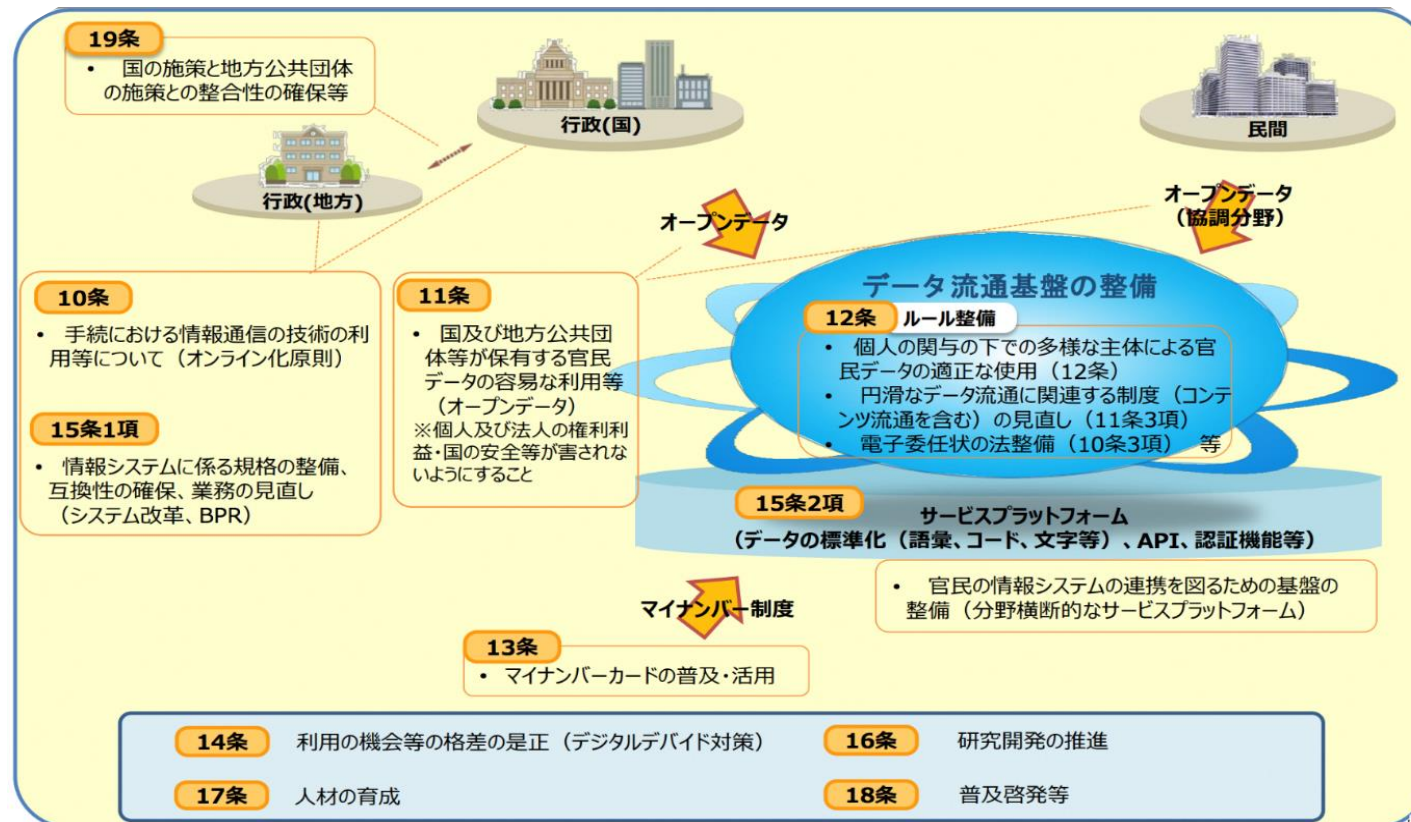 19条
• 国の施策と地方公共団体
の施策との整合性の確保等
行政(国)
民間
行政(地方)
オープンデータ
オープンデータ
（協調分野）
10条
• 手続における情報通信の技術の利
用等について（オンライン化原則）
15条1項
• 情報システムに係る規格の整備、
互換性の確保、業務の見直し
（システム改革、BPR）
11条
• 国及び地方公共団
体等が保有する官民
データの容易な利用等
（オープンデータ）
※個人及び法人の権利利
益・国の安全等が害されな
いようにすること
データ流通基盤の整備
12条 ルール整備
• 個人の関与の下での多様な主体による官
民データの適正な使用（12条）
• 円滑なデータ流通に関連する制度（コンテ
ンツ流通を含む）の見直し（11条3項）
• 電子委任状の法整備（10条3項） 等
15条2項
サービスプラットフォーム
（データの標準化（語彙、コード、文字等）、API、認証機能等）
• 官民の情報システムの連携を図るための基盤の
整備（分野横断的なサービスプラットフォーム）
マイナンバー制度
13条
• マイナンバーカードの普及・活用
14条 利用の機会等の格差の是正（デジタルデバイド対策）
16条 研究開発の推進
17条 人材の育成
18条 普及啓発等